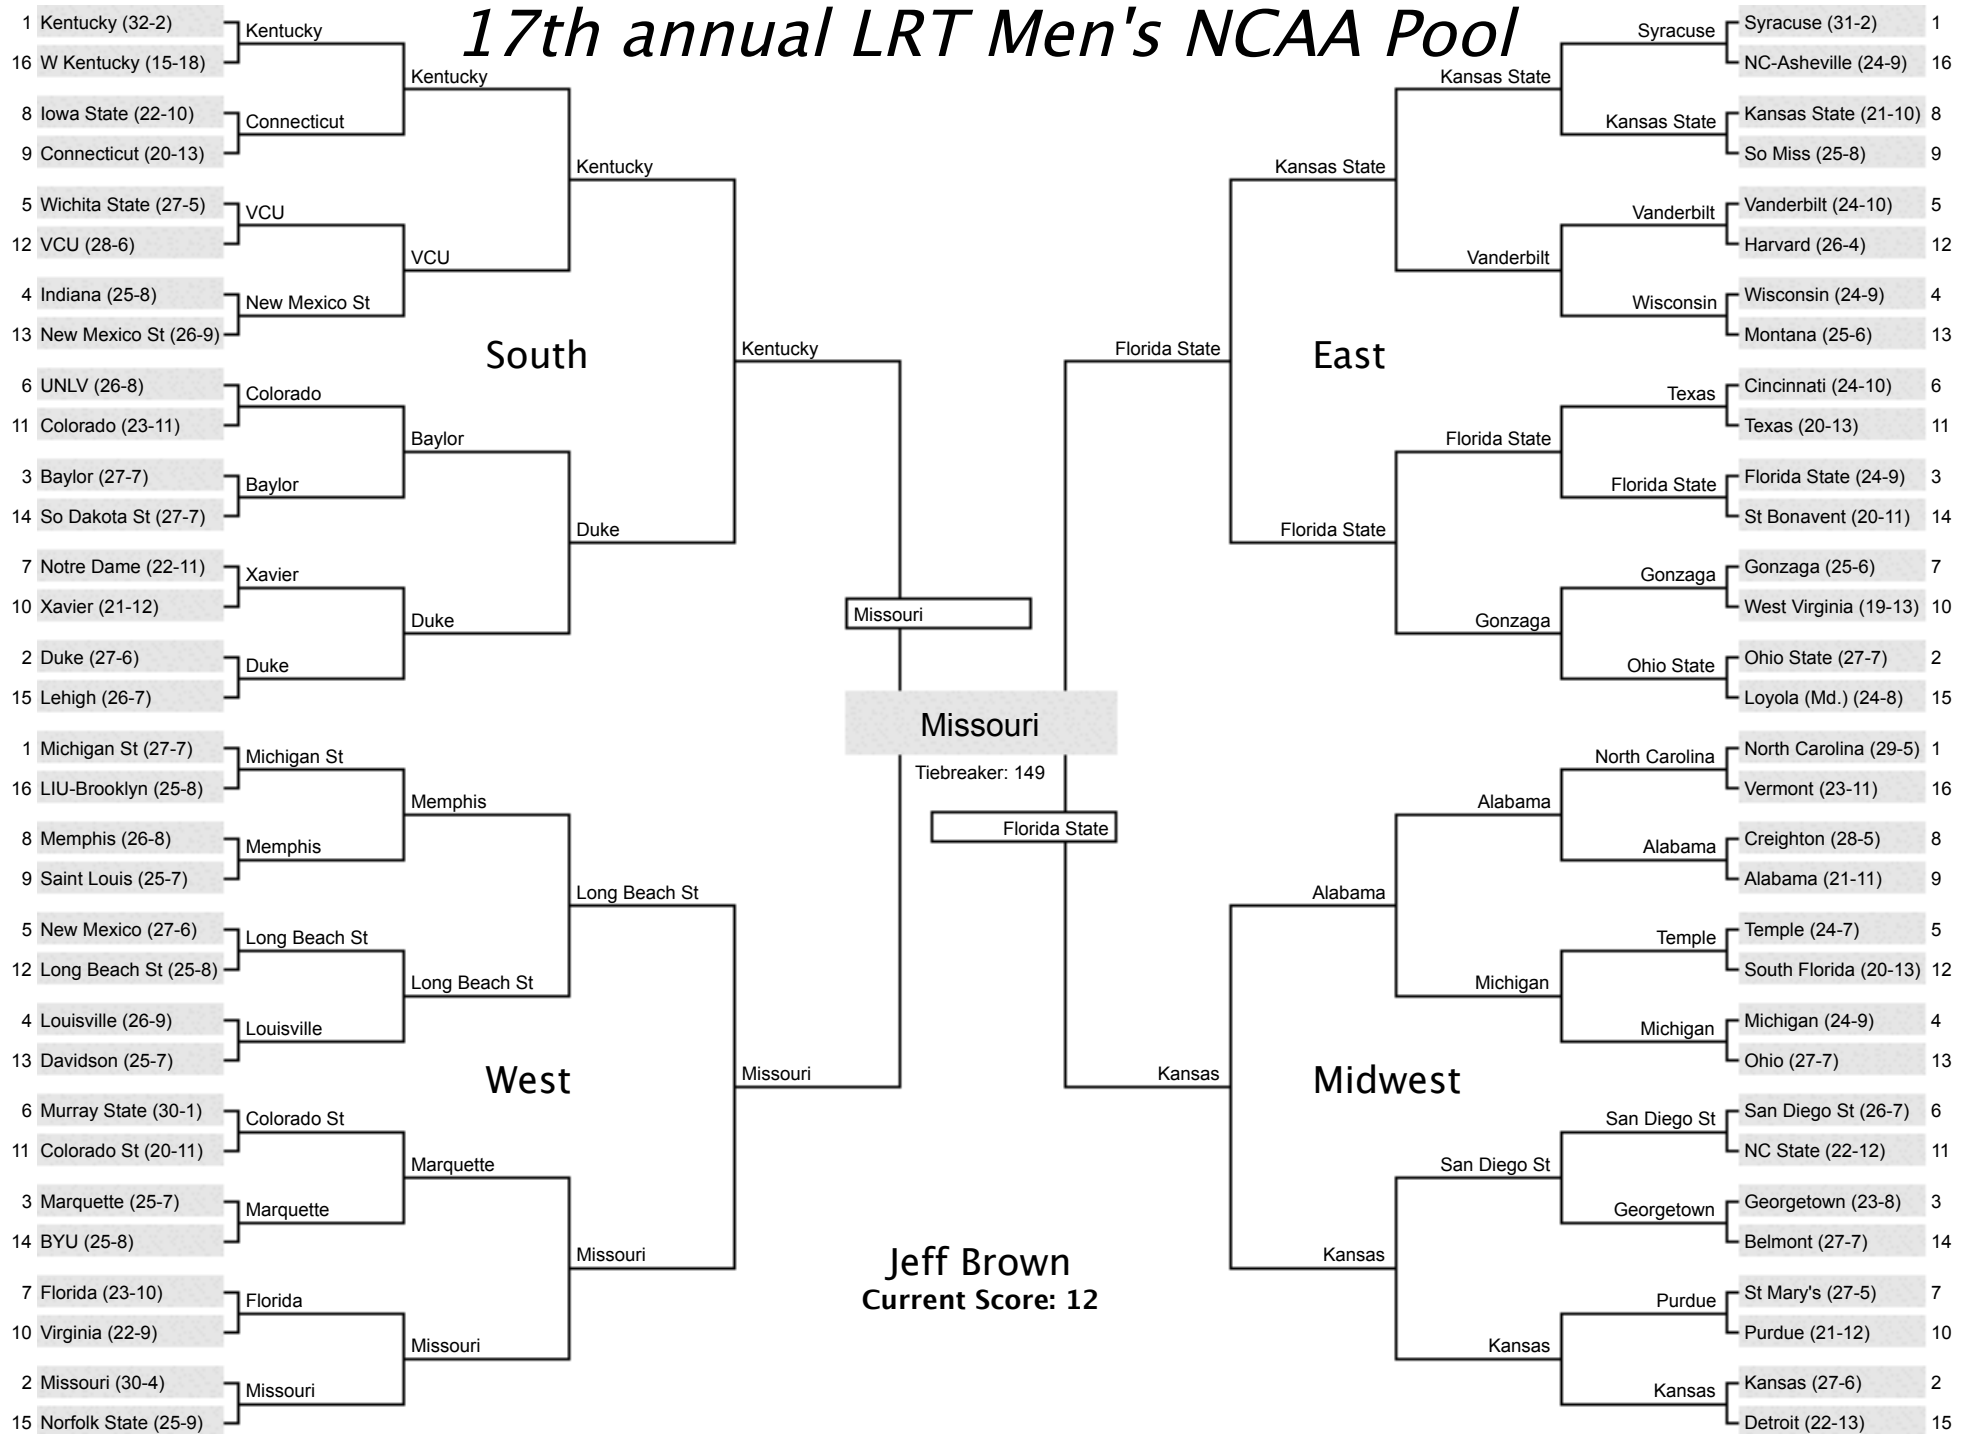 17th annual LRT Men's NCAA Pool
1 Kentucky (32-2)
16 W Kentucky (15-18)
8 Iowa State (22-10)
9 Connecticut (20-13)
5 Wichita State (27-5)
12 VCU (28-6)
4 Indiana (25-8)
13 New Mexico St (26-9)
6 UNLV (26-8)
11 Colorado (23-11)
3 Baylor (27-7)
14 So Dakota St (27-7)
7 Notre Dame (22-11)
10 Xavier (21-12)
2 Duke (27-6)
15 Lehigh (26-7)
Kentucky
Connecticut
VCU
New Mexico St
Colorado
Baylor
Xavier
Duke
Kentucky
VCU
Baylor
Duke
Kentucky
Duke
Kentucky
South
1 Michigan St (27-7)
16 LIU-Brooklyn (25-8)
8 Memphis (26-8)
9 Saint Louis (25-7)
5 New Mexico (27-6)
12 Long Beach St (25-8)
4 Louisville (26-9)
13 Davidson (25-7)
6 Murray State (30-1)
11 Colorado St (20-11)
3 Marquette (25-7)
14 BYU (25-8)
7 Florida (23-10)
10 Virginia (22-9)
2 Missouri (30-4)
15 Norfolk State (25-9)
Michigan St
Memphis
Long Beach St
Louisville
Colorado St
Marquette
Florida
Missouri
Memphis
Long Beach St
Marquette
Missouri
Long Beach St
Missouri
Missouri
West
Missouri
Missouri
Tiebreaker: 149
Florida State
Jeff Brown
Current Score: 12
Syracuse (31-2) 1
NC-Asheville (24-9) 16
Kansas State (21-10) 8
So Miss (25-8) 9
Vanderbilt (24-10) 5
Harvard (26-4) 12
Wisconsin (24-9) 4
Montana (25-6) 13
Cincinnati (24-10) 6
Texas (20-13) 11
Florida State (24-9) 3
St Bonavent (20-11) 14
Gonzaga (25-6) 7
West Virginia (19-13) 10
Ohio State (27-7) 2
Loyola (Md.) (24-8) 15
Syracuse
Kansas State
Vanderbilt
Wisconsin
Texas
Florida State
Gonzaga
Ohio State
Kansas State
Vanderbilt
Florida State
Gonzaga
Kansas State
Florida State
Florida State
East
North Carolina (29-5) 1
Vermont (23-11) 16
Creighton (28-5) 8
Alabama (21-11) 9
Temple (24-7) 5
South Florida (20-13) 12
Michigan (24-9) 4
Ohio (27-7) 13
San Diego St (26-7) 6
NC State (22-12) 11
Georgetown (23-8) 3
Belmont (27-7) 14
St Mary's (27-5) 7
Purdue (21-12) 10
Kansas (27-6) 2
Detroit (22-13) 15
North Carolina
Alabama
Temple
Michigan
San Diego St
Georgetown
Purdue
Kansas
Alabama
Michigan
San Diego St
Kansas
Alabama
Kansas
Kansas
Midwest